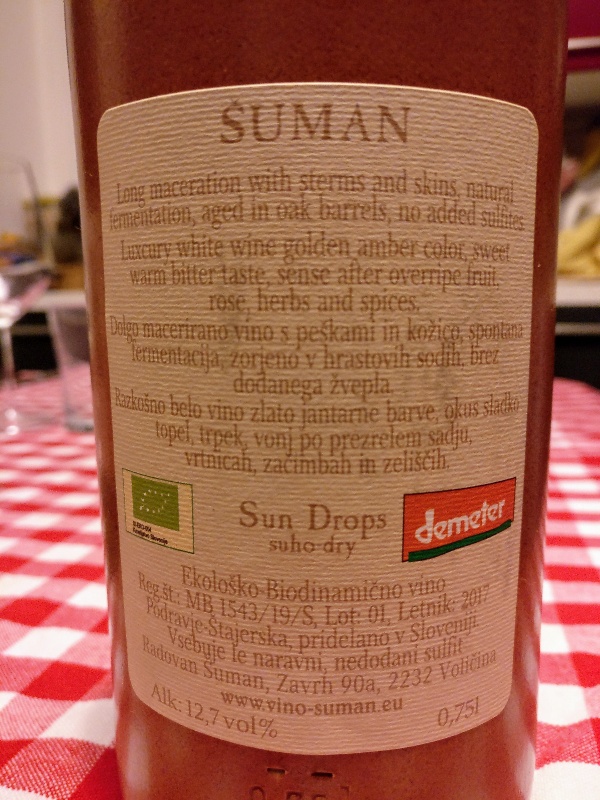 ŠUMAN
Long maceration with sterms and skins, natural
fermentation, aged in oak barrels, no added sulfites
Luxcury white wine golden amber color, sweet
warm bitter taste, sense after overripe fruit,
rose, herbs and spices.
Dolgo macerirano vino s peškami in kožico, spontana
fermentacija, zorjeno v hrastovih sodih, brez
dodanega žvepla.
Razkošno belo vino zlato jantarne barve, okus sladko
topel, trpek, vonj po prezrelem sadju,
vrtnicah, začimbah in zeliščih.
Sun Drops
suho-dry
demeter
Ekološko-Biodinamično vino
Reg.št.: MB 1543/19/S, Lot: 01, Letnik: 2017
Podravje-Štajerska, pridelano v Sloveniji
Vsebuje le naravni, nedodani sulfit
Radovan Šuman, Zavrh 90a, 2232 Voličina
www.vino-suman.eu
Alk: 12,7 vol% 0,75l